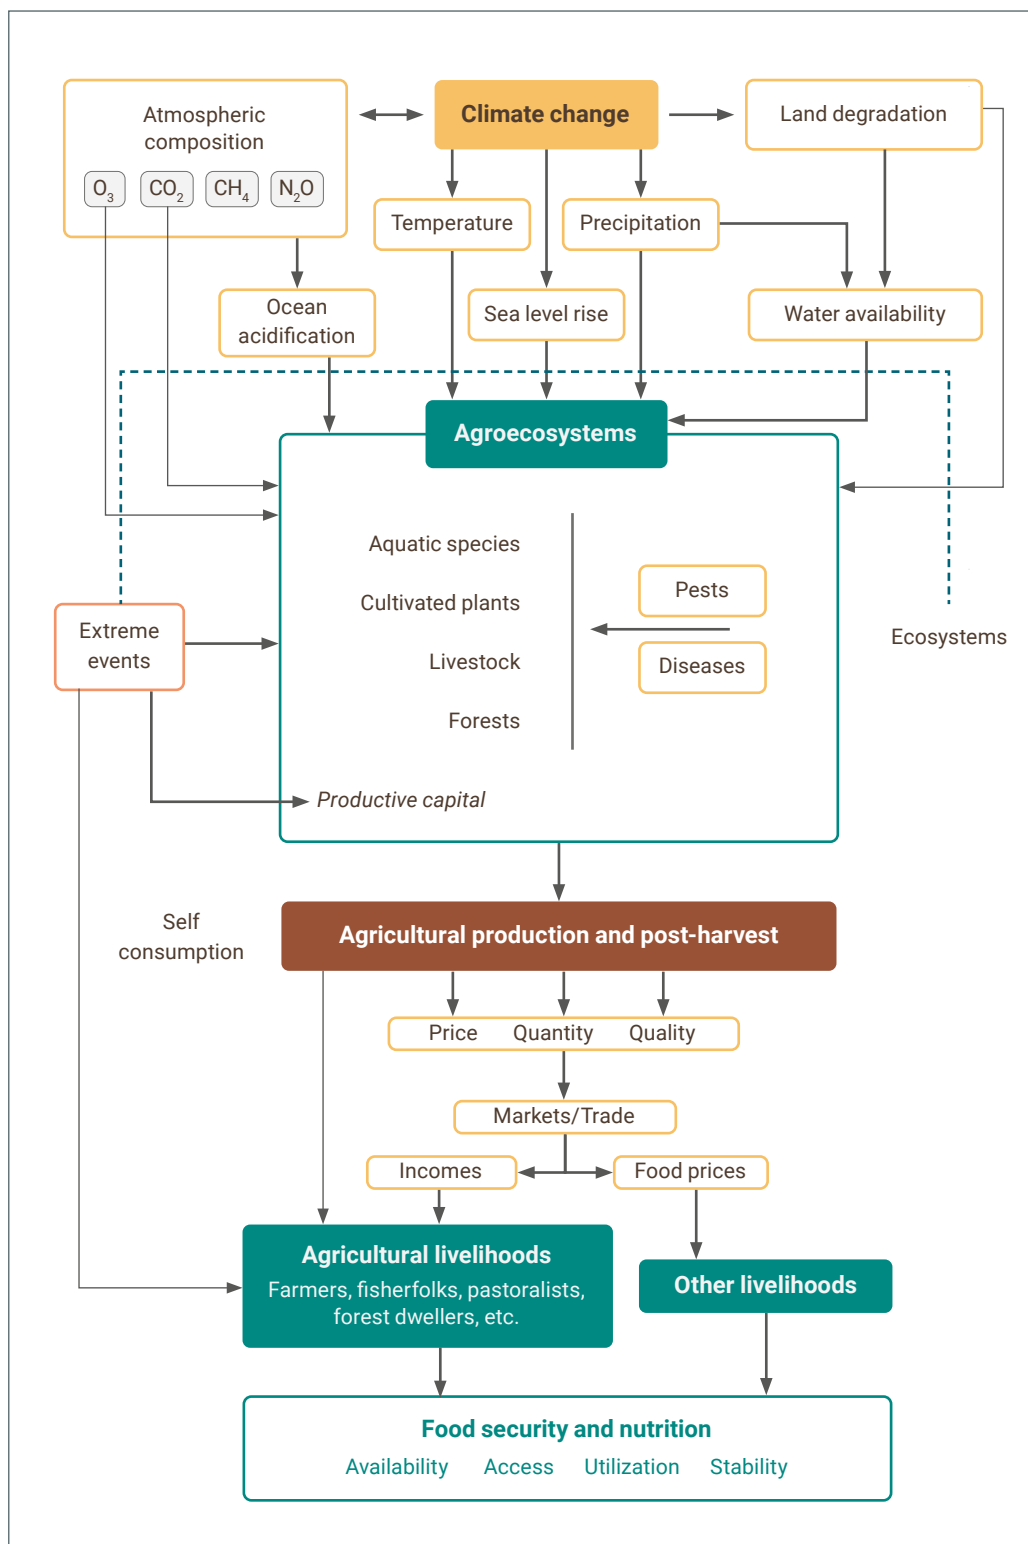 Atmospheric
composition
O3 CO2 CH4 N2O
Climate change
Land degradation
Temperature
Precipitation
Ocean
acidification
Sea level rise
Water availability
Agroecosystems
Aquatic species
Cultivated plants
Livestock
Forests
Pests
Diseases
Extreme
events
Ecosystems
Productive capital
Self
consumption
Agricultural production and post-harvest
Price Quantity Quality
Markets/Trade
Incomes
Food prices
Agricultural livelihoods
Farmers, fisherfolks, pastoralists,
forest dwellers, etc.
Other livelihoods
Food security and nutrition
Availability Access Utilization Stability